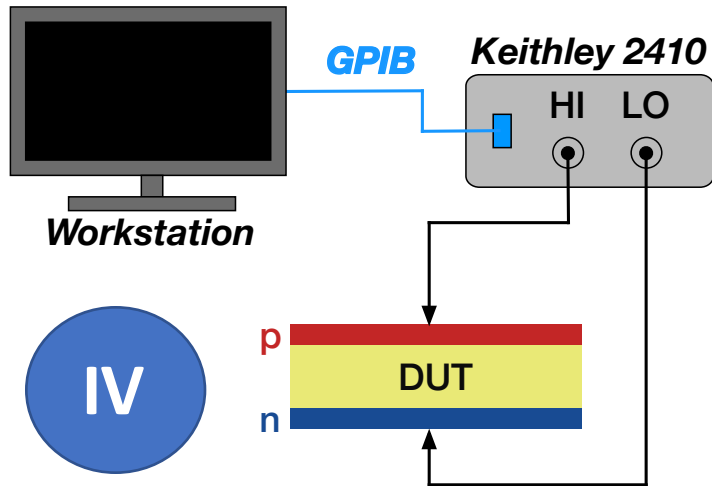 GPIB
Keithley 2410
HI LO
Workstation
p
DUT
n
IV